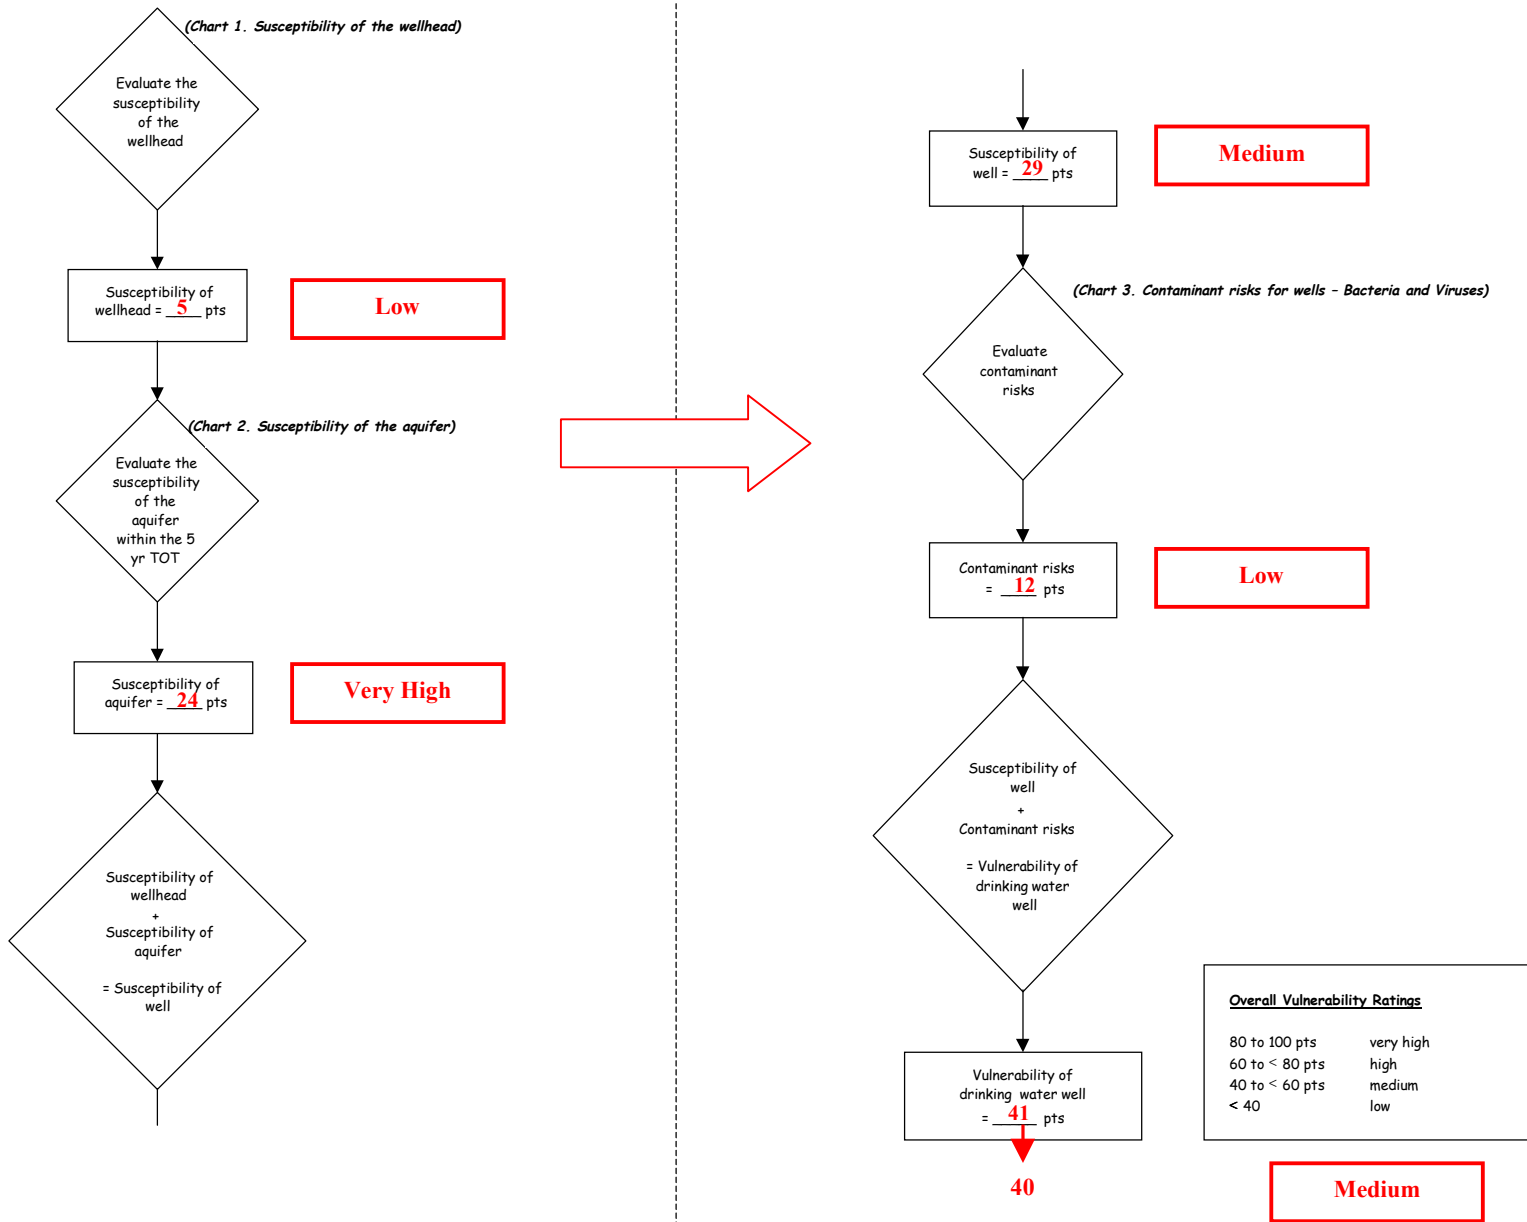 (Chart 1. Susceptibility of the wellhead)
Evaluate the
susceptibility
of the
wellhead
Susceptibility of
wellhead = __5__ pts
Low
(Chart 2. Susceptibility of the aquifer)
Evaluate the
susceptibility
of the
aquifer
within the 5
yr TOT
Susceptibility of
aquifer = __24__ pts
Very High
Susceptibility of
wellhead
+
Susceptibility of
aquifer
= Susceptibility of
well
Susceptibility of
well = __29__ pts
Medium
(Chart 3. Contaminant risks for wells – Bacteria and Viruses)
Evaluate
contaminant
risks
Contaminant risks
= __12__ pts
Low
Susceptibility of
well
+
Contaminant risks
= Vulnerability of
drinking water
well
Vulnerability of
drinking water well
= __41__ pts
40
Overall Vulnerability Ratings
80 to 100 pts very high
60 to < 80 pts high
40 to < 60 pts medium
< 40 low
Medium